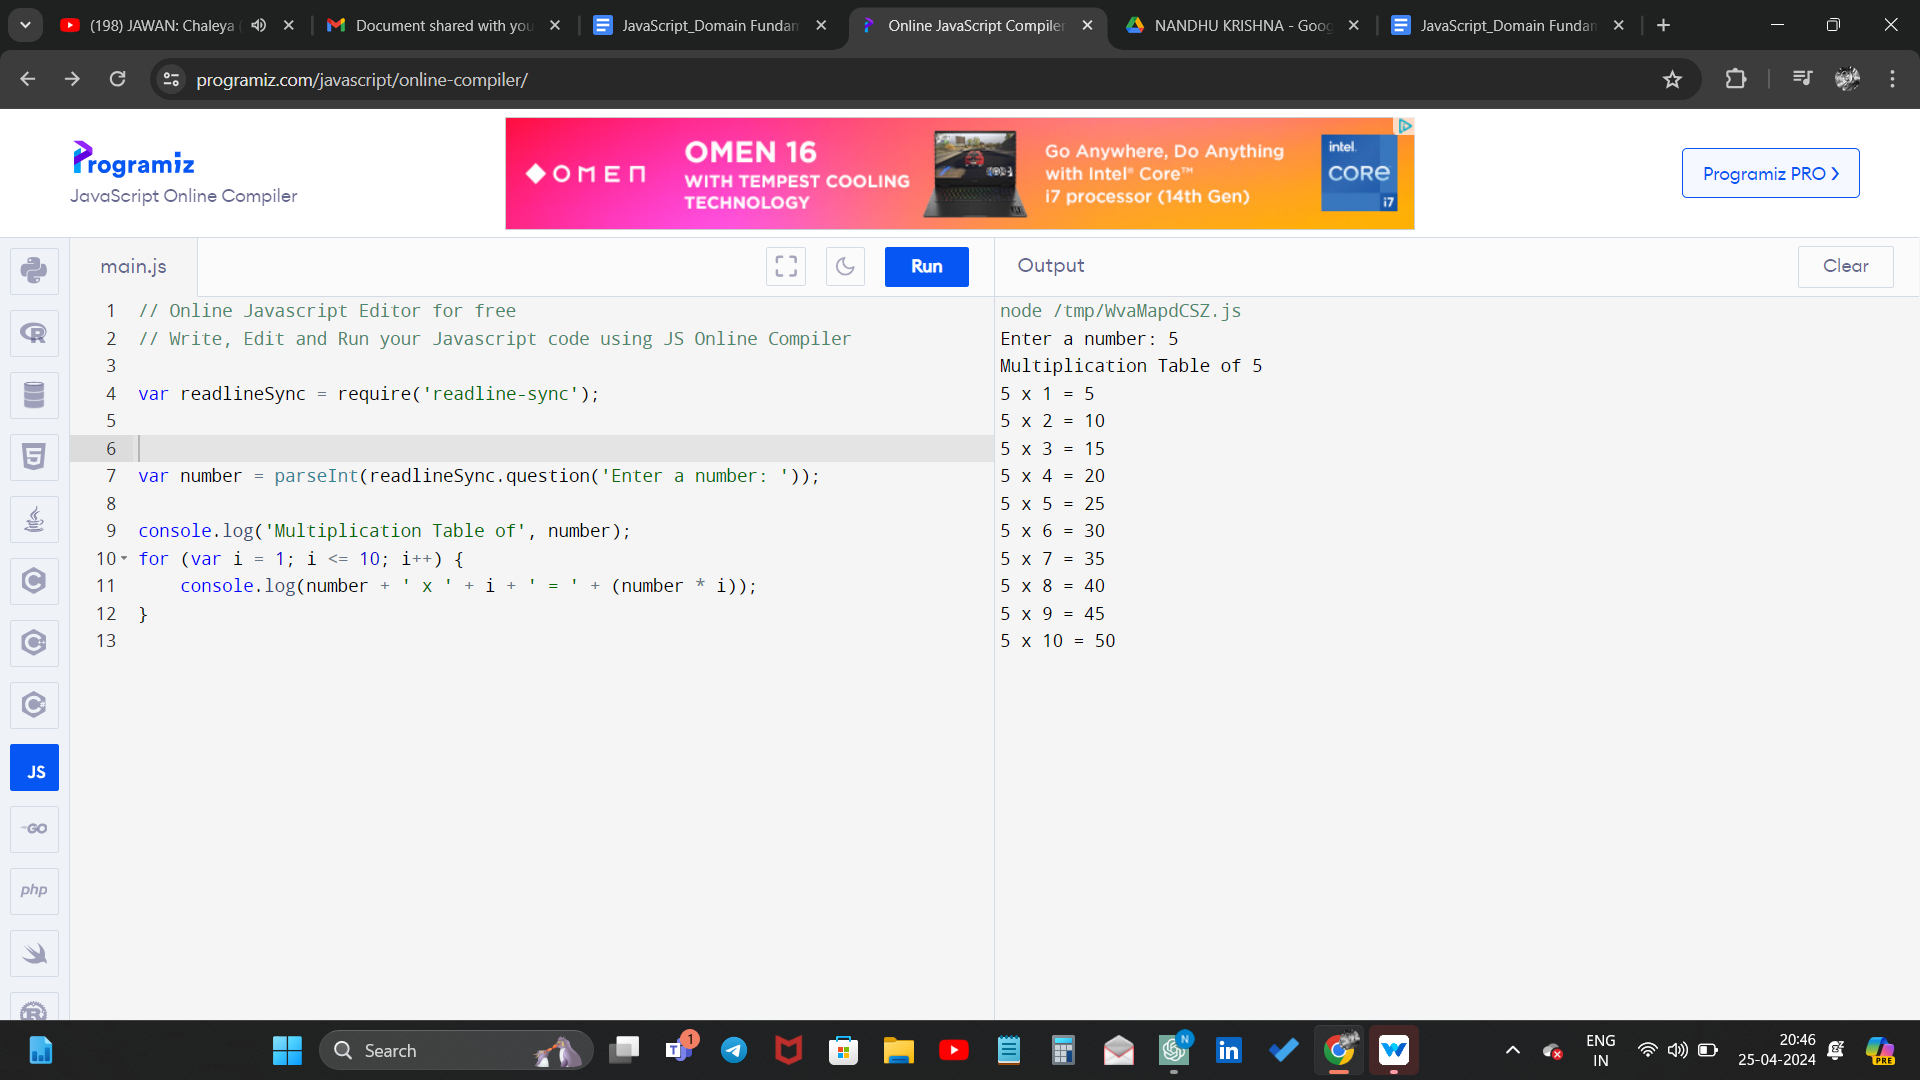 (198) JAWAN: Chaleya (
Document shared with you
JavaScript_Domain Fundam
Online JavaScript Compiler
NANDHU KRISHNA - Goog
JavaScript_Domain Fundam
programiz.com/javascript/online-compiler/
Programiz
JavaScript Online Compiler
OMEN
OMEN 16
WITH TEMPEST COOLING
TECHNOLOGY
Go Anywhere, Do Anything
with Intel® Core™
i7 processor (14th Gen)
intel.
CORE
i7
Programiz PRO
main.js
Run
Output
Clear
1 // Online Javascript Editor for free
2 // Write, Edit and Run your Javascript code using JS Online Compiler
3
4 var readlineSync = require('readline-sync');
5
6
7 var number = parseInt(readlineSync.question('Enter a number: '));
8
9 console.log('Multiplication Table of', number);
10 for (var i = 1; i <= 10; i++) {
11 console.log(number + ' x ' + i + ' = ' + (number * i));
12 }
13
node /tmp/WvaMapdCSZ.js
Enter a number: 5
Multiplication Table of 5
5 x 1 = 5
5 x 2 = 10
5 x 3 = 15
5 x 4 = 20
5 x 5 = 25
5 x 6 = 30
5 x 7 = 35
5 x 8 = 40
5 x 9 = 45
5 x 10 = 50
JS
GO
php
Search
1
N
in
ENG
IN
20:46
25-04-2024
PRE